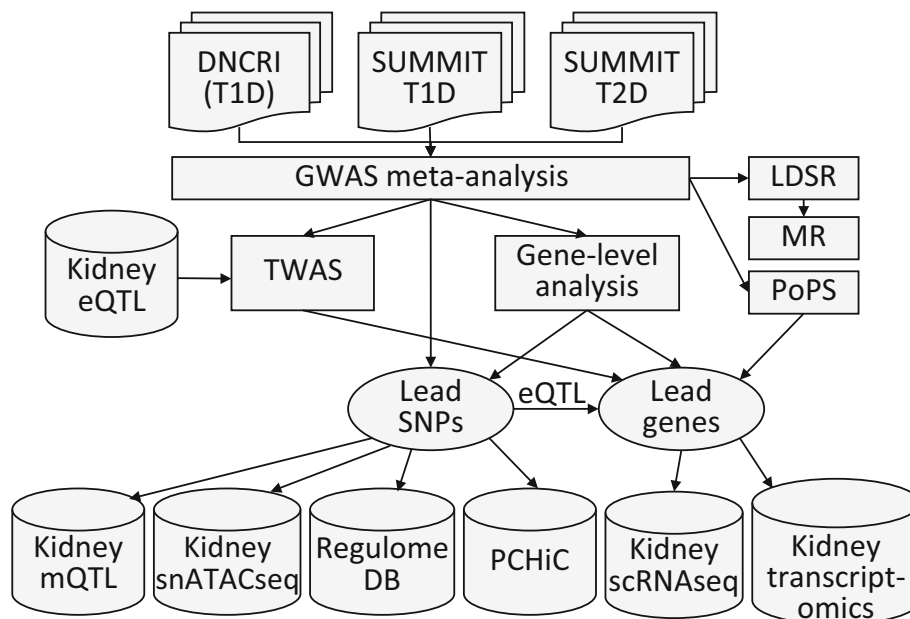 DNCRI
(T1D)
SUMMIT
T1D
SUMMIT
T2D
GWAS meta-analysis
LDSR
MR
Kidney
eQTL
TWAS
Gene-level
analysis
PoPS
Lead
SNPs
eQTL
Lead
genes
Kidney
mQTL
Kidney
snATACseq
Regulome
DB
PCHiC
Kidney
scRNAseq
Kidney
transcript-
omics